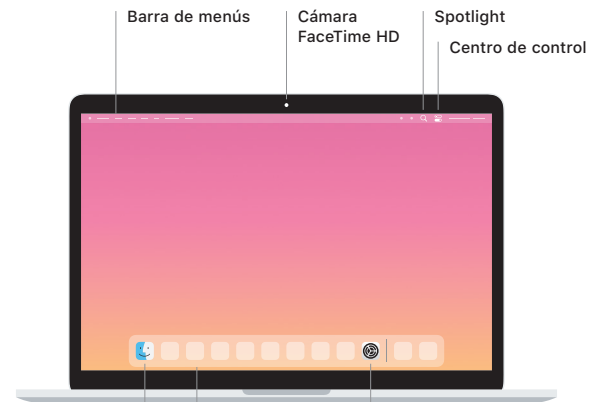 Barra de menús
Cámara
FaceTime HD
Spotlight
Centro de control